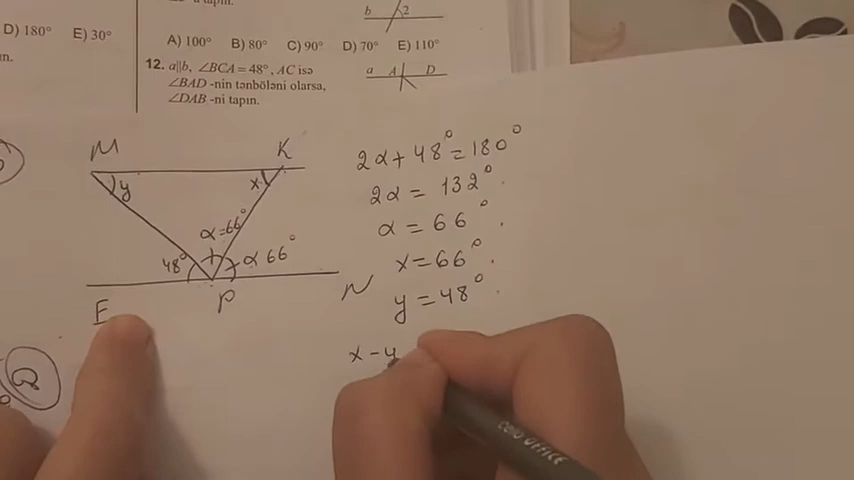 D) 180° E) 30°
b 2
A) 100° B) 80° C) 90° D) 70° E) 110°
12. a||b, ∠BCA = 48°, AC isə
∠BAD -nin tənböləni olarsa,
∠DAB -ni tapın.
a A D
M K
y x
α=66°
48° α 66°
E P N
2α + 48° = 180°
2α = 132°.
α = 66°.
x = 66°.
y = 48°.
x - y
OFFICE